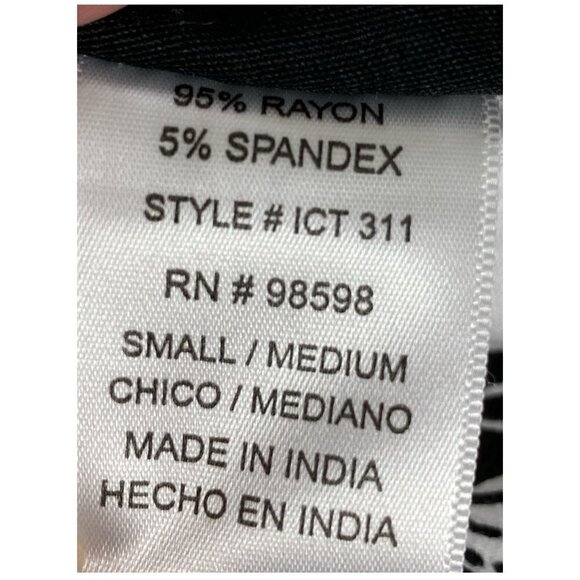 95% RAYON
5% SPANDEX
STYLE # ICT 311
RN # 98598
SMALL / MEDIUM
CHICO / MEDIANO
MADE IN INDIA
HECHO EN INDIA